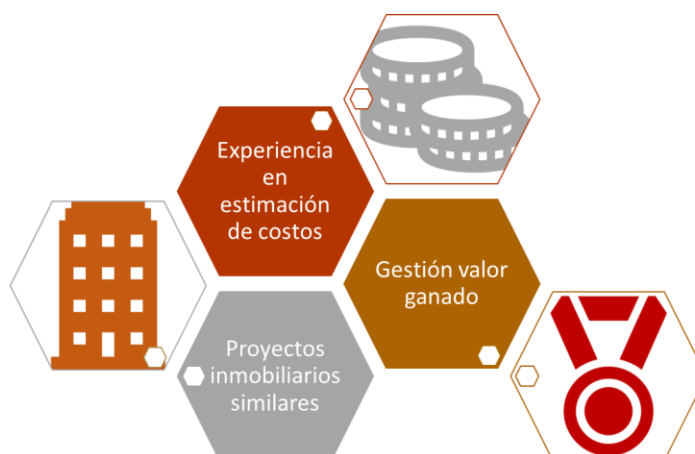 Experiencia
en
estimación
de costos
Gestión valor
ganado
Proyectos
inmobiliarios
similares